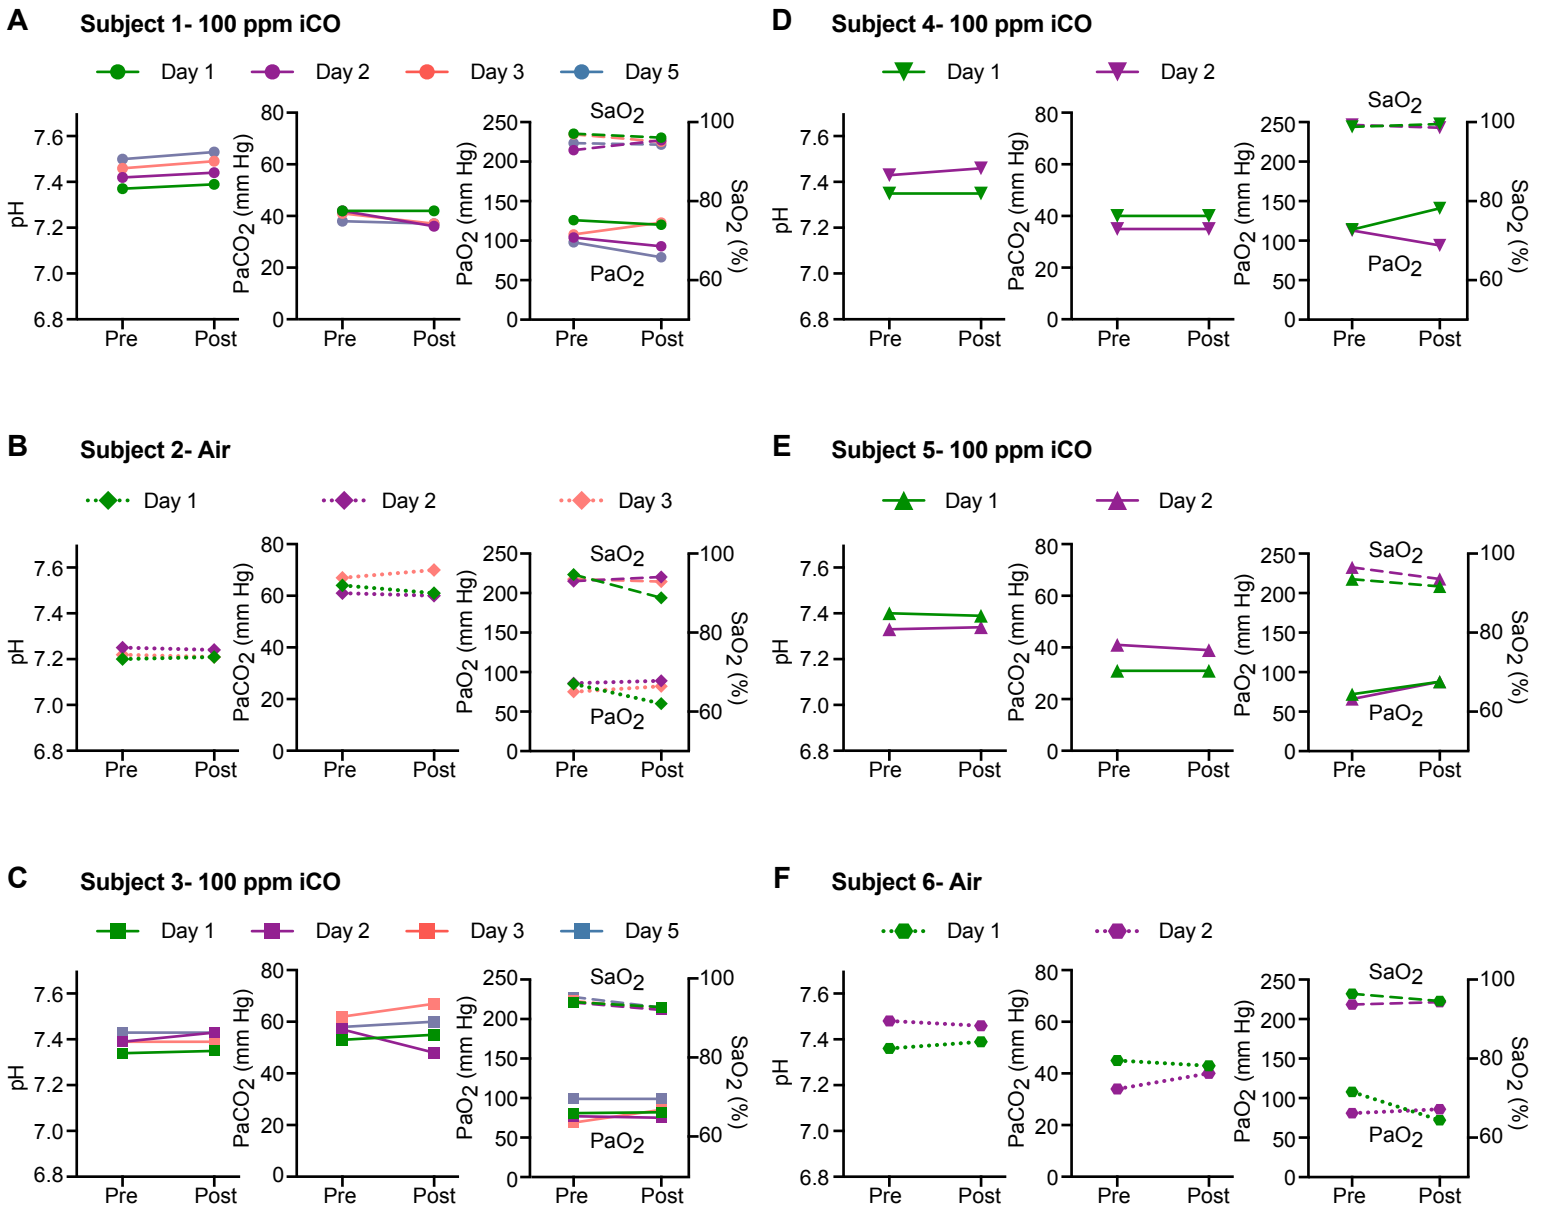 A Subject 1- 100 ppm iCO
Day 1 Day 2 Day 3 Day 5
7.6
7.4
7.2
7.0
6.8
pH
Pre Post
80
60
40
20
0
PaCO2 (mm Hg)
Pre Post
250
200
150
100
50
0
PaO2 (mm Hg)
SaO2
PaO2
100
80
60
SaO2 (%)
Pre Post
D Subject 4- 100 ppm iCO
Day 1 Day 2
7.6
7.4
7.2
7.0
6.8
pH
Pre Post
80
60
40
20
0
PaCO2 (mm Hg)
Pre Post
250
200
150
100
50
0
PaO2 (mm Hg)
SaO2
PaO2
100
80
60
SaO2 (%)
Pre Post
B Subject 2- Air
Day 1 Day 2 Day 3
7.6
7.4
7.2
7.0
6.8
pH
Pre Post
80
60
40
20
0
PaCO2 (mm Hg)
Pre Post
250
200
150
100
50
0
PaO2 (mm Hg)
SaO2
PaO2
100
80
60
SaO2 (%)
Pre Post
E Subject 5- 100 ppm iCO
Day 1 Day 2
7.6
7.4
7.2
7.0
6.8
pH
Pre Post
80
60
40
20
0
PaCO2 (mm Hg)
Pre Post
250
200
150
100
50
0
PaO2 (mm Hg)
SaO2
PaO2
100
80
60
SaO2 (%)
Pre Post
C Subject 3- 100 ppm iCO
Day 1 Day 2 Day 3 Day 5
7.6
7.4
7.2
7.0
6.8
pH
Pre Post
80
60
40
20
0
PaCO2 (mm Hg)
Pre Post
250
200
150
100
50
0
PaO2 (mm Hg)
SaO2
PaO2
100
80
60
SaO2 (%)
Pre Post
F Subject 6- Air
Day 1 Day 2
7.6
7.4
7.2
7.0
6.8
pH
Pre Post
80
60
40
20
0
PaCO2 (mm Hg)
Pre Post
250
200
150
100
50
0
PaO2 (mm Hg)
SaO2
PaO2
100
80
60
SaO2 (%)
Pre Post